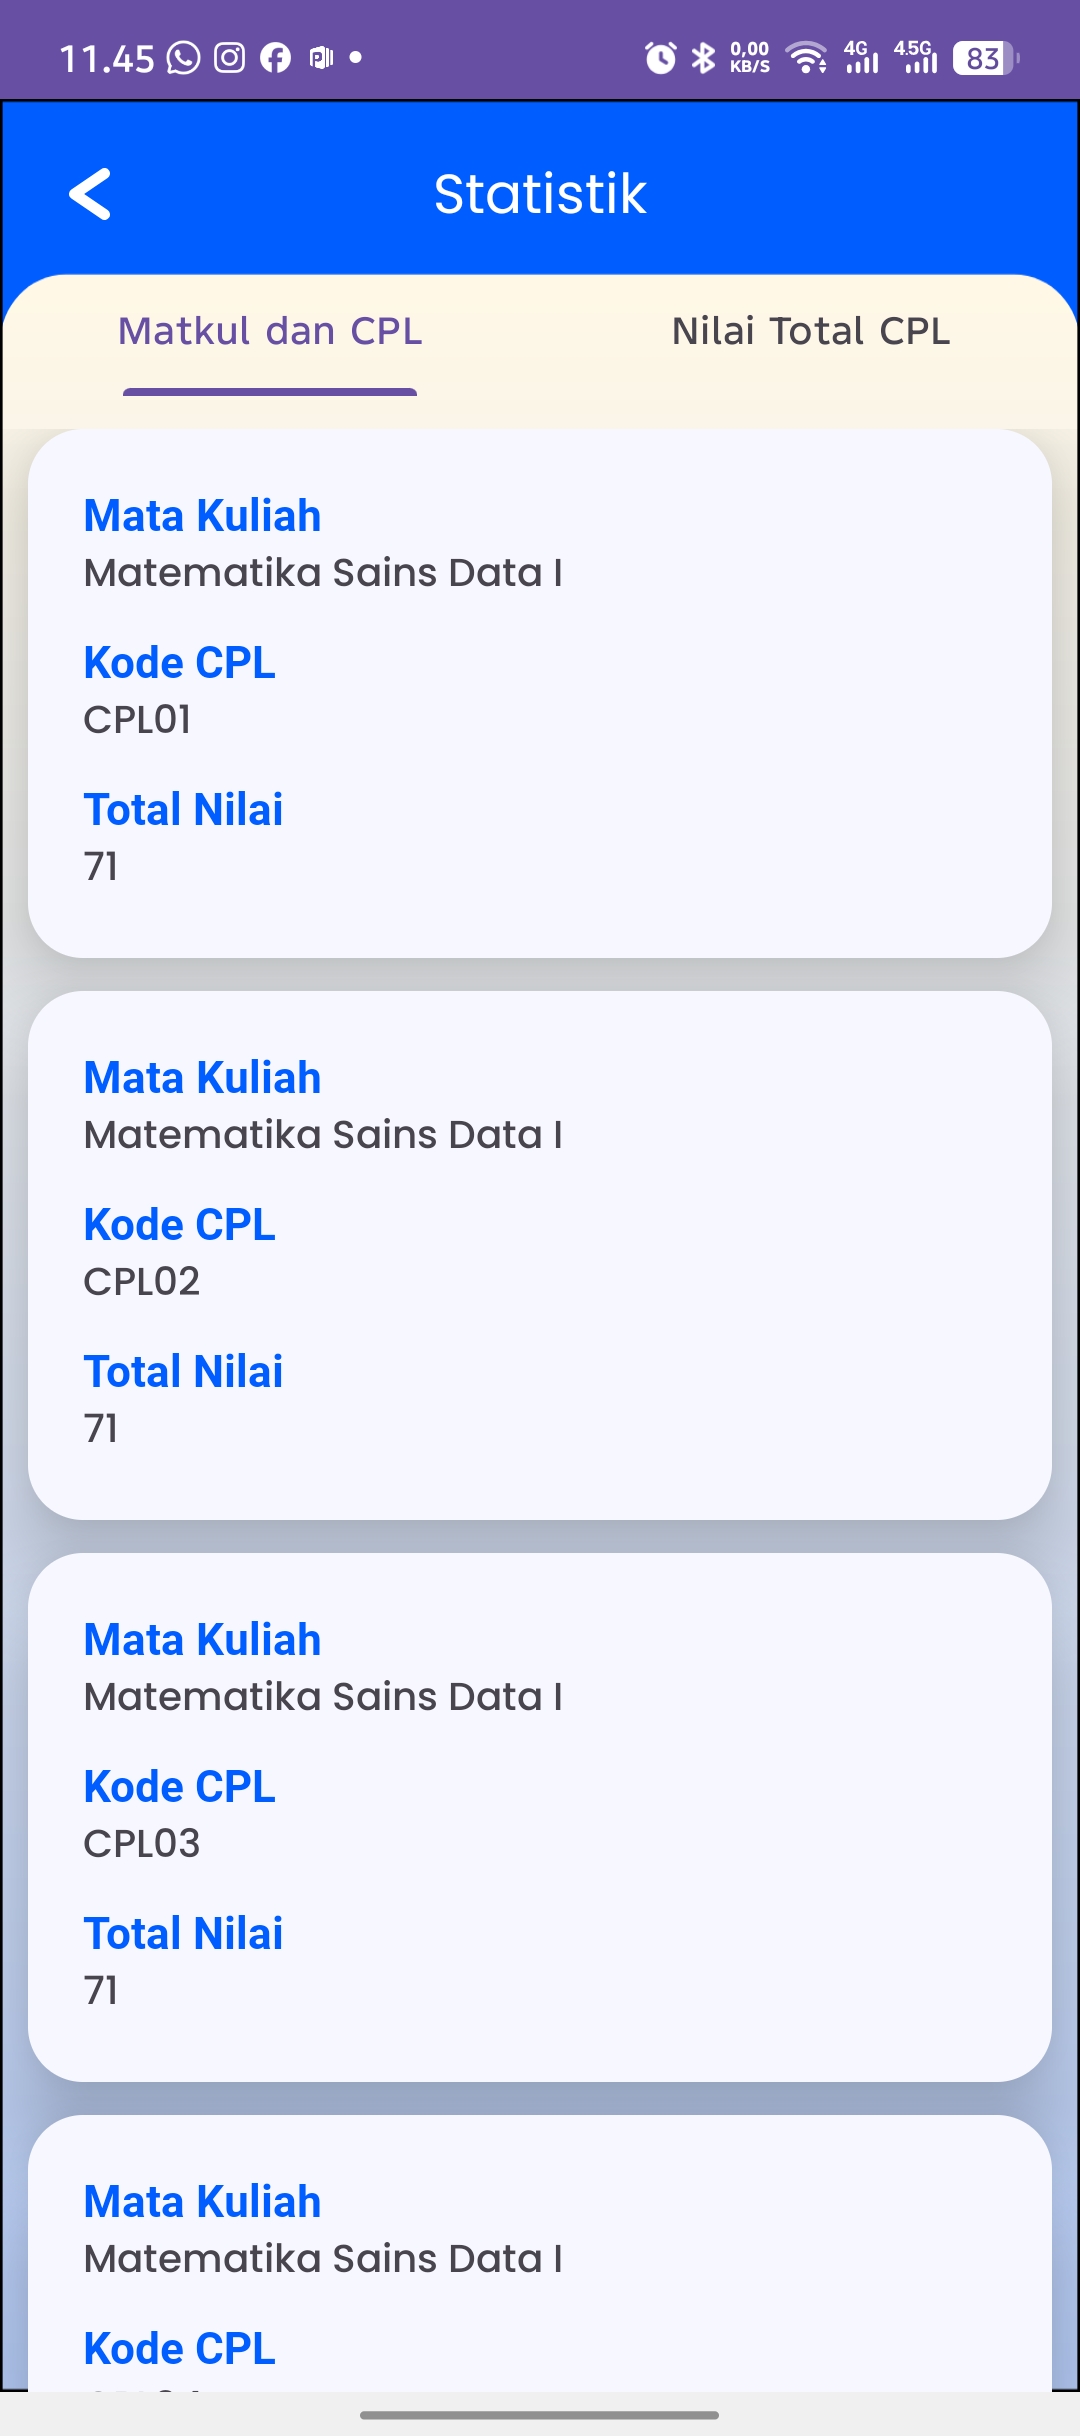 11.45
0,00
KB/S
4G
4.5G
83
Statistik
Matkul dan CPL
Nilai Total CPL
Mata Kuliah
Matematika Sains Data I
Kode CPL
CPL01
Total Nilai
71
Mata Kuliah
Matematika Sains Data I
Kode CPL
CPL02
Total Nilai
71
Mata Kuliah
Matematika Sains Data I
Kode CPL
CPL03
Total Nilai
71
Mata Kuliah
Matematika Sains Data I
Kode CPL